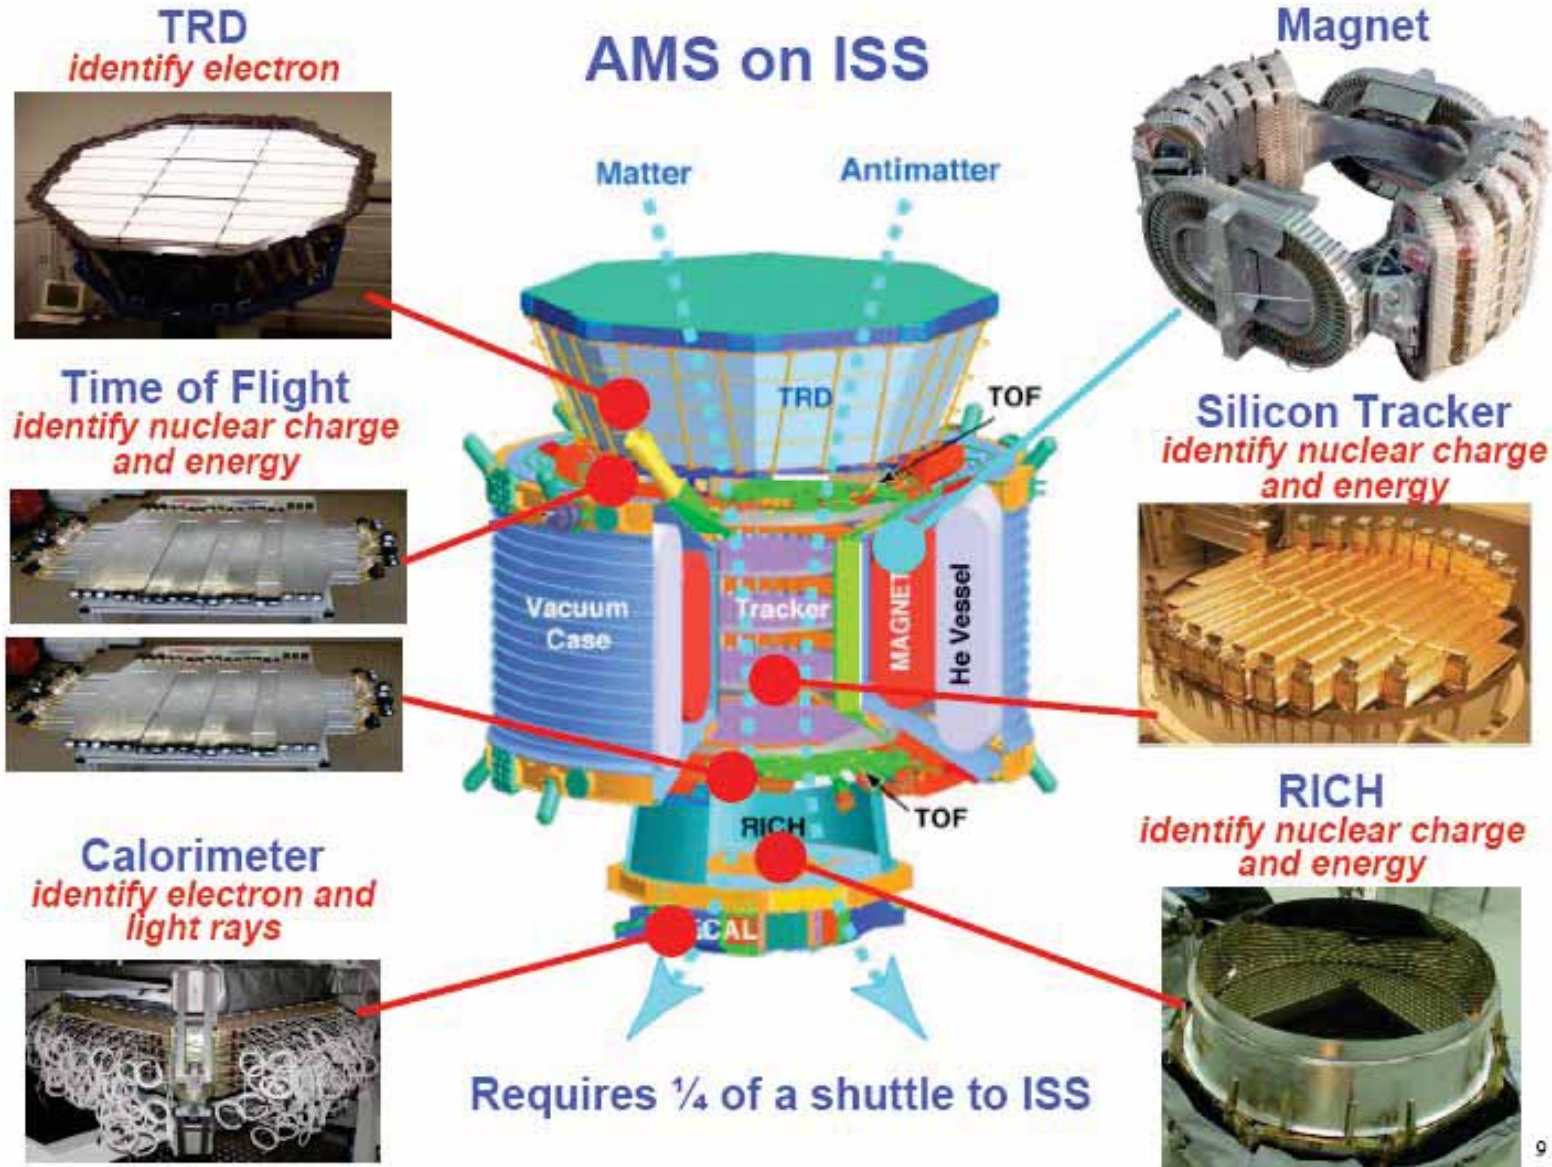 TRD
identify electron
AMS on ISS
Magnet
Matter
Antimatter
Time of Flight
identify nuclear charge
and energy
TRD
TOF
Silicon Tracker
identify nuclear charge
and energy
Vacuum
Case
Tracker
MAGNET
He Vessel
TOF
RICH
RICH
identify nuclear charge
and energy
Calorimeter
identify electron and
light rays
ECAL
Requires ¼ of a shuttle to ISS
9